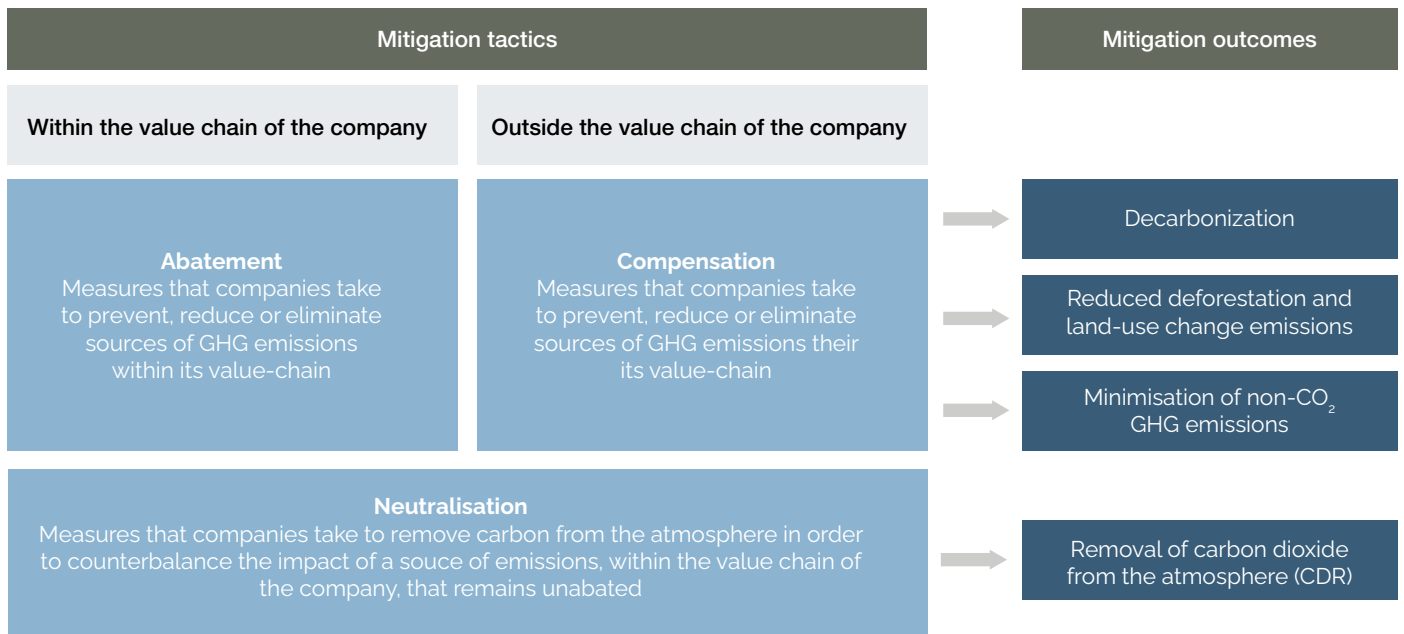 Mitigation tactics
Mitigation outcomes
Within the value chain of the company
Outside the value chain of the company
Abatement
Measures that companies take
to prevent, reduce or eliminate
sources of GHG emissions
within its value-chain
Compensation
Measures that companies take
to prevent, reduce or eliminate
sources of GHG emissions their
its value-chain
Decarbonization
Reduced deforestation and
land-use change emissions
Minimisation of non-CO₂
GHG emissions
Neutralisation
Measures that companies take to remove carbon from the atmosphere in order
to counterbalance the impact of a souce of emissions, within the value chain of
the company, that remains unabated
Removal of carbon dioxide
from the atmosphere (CDR)